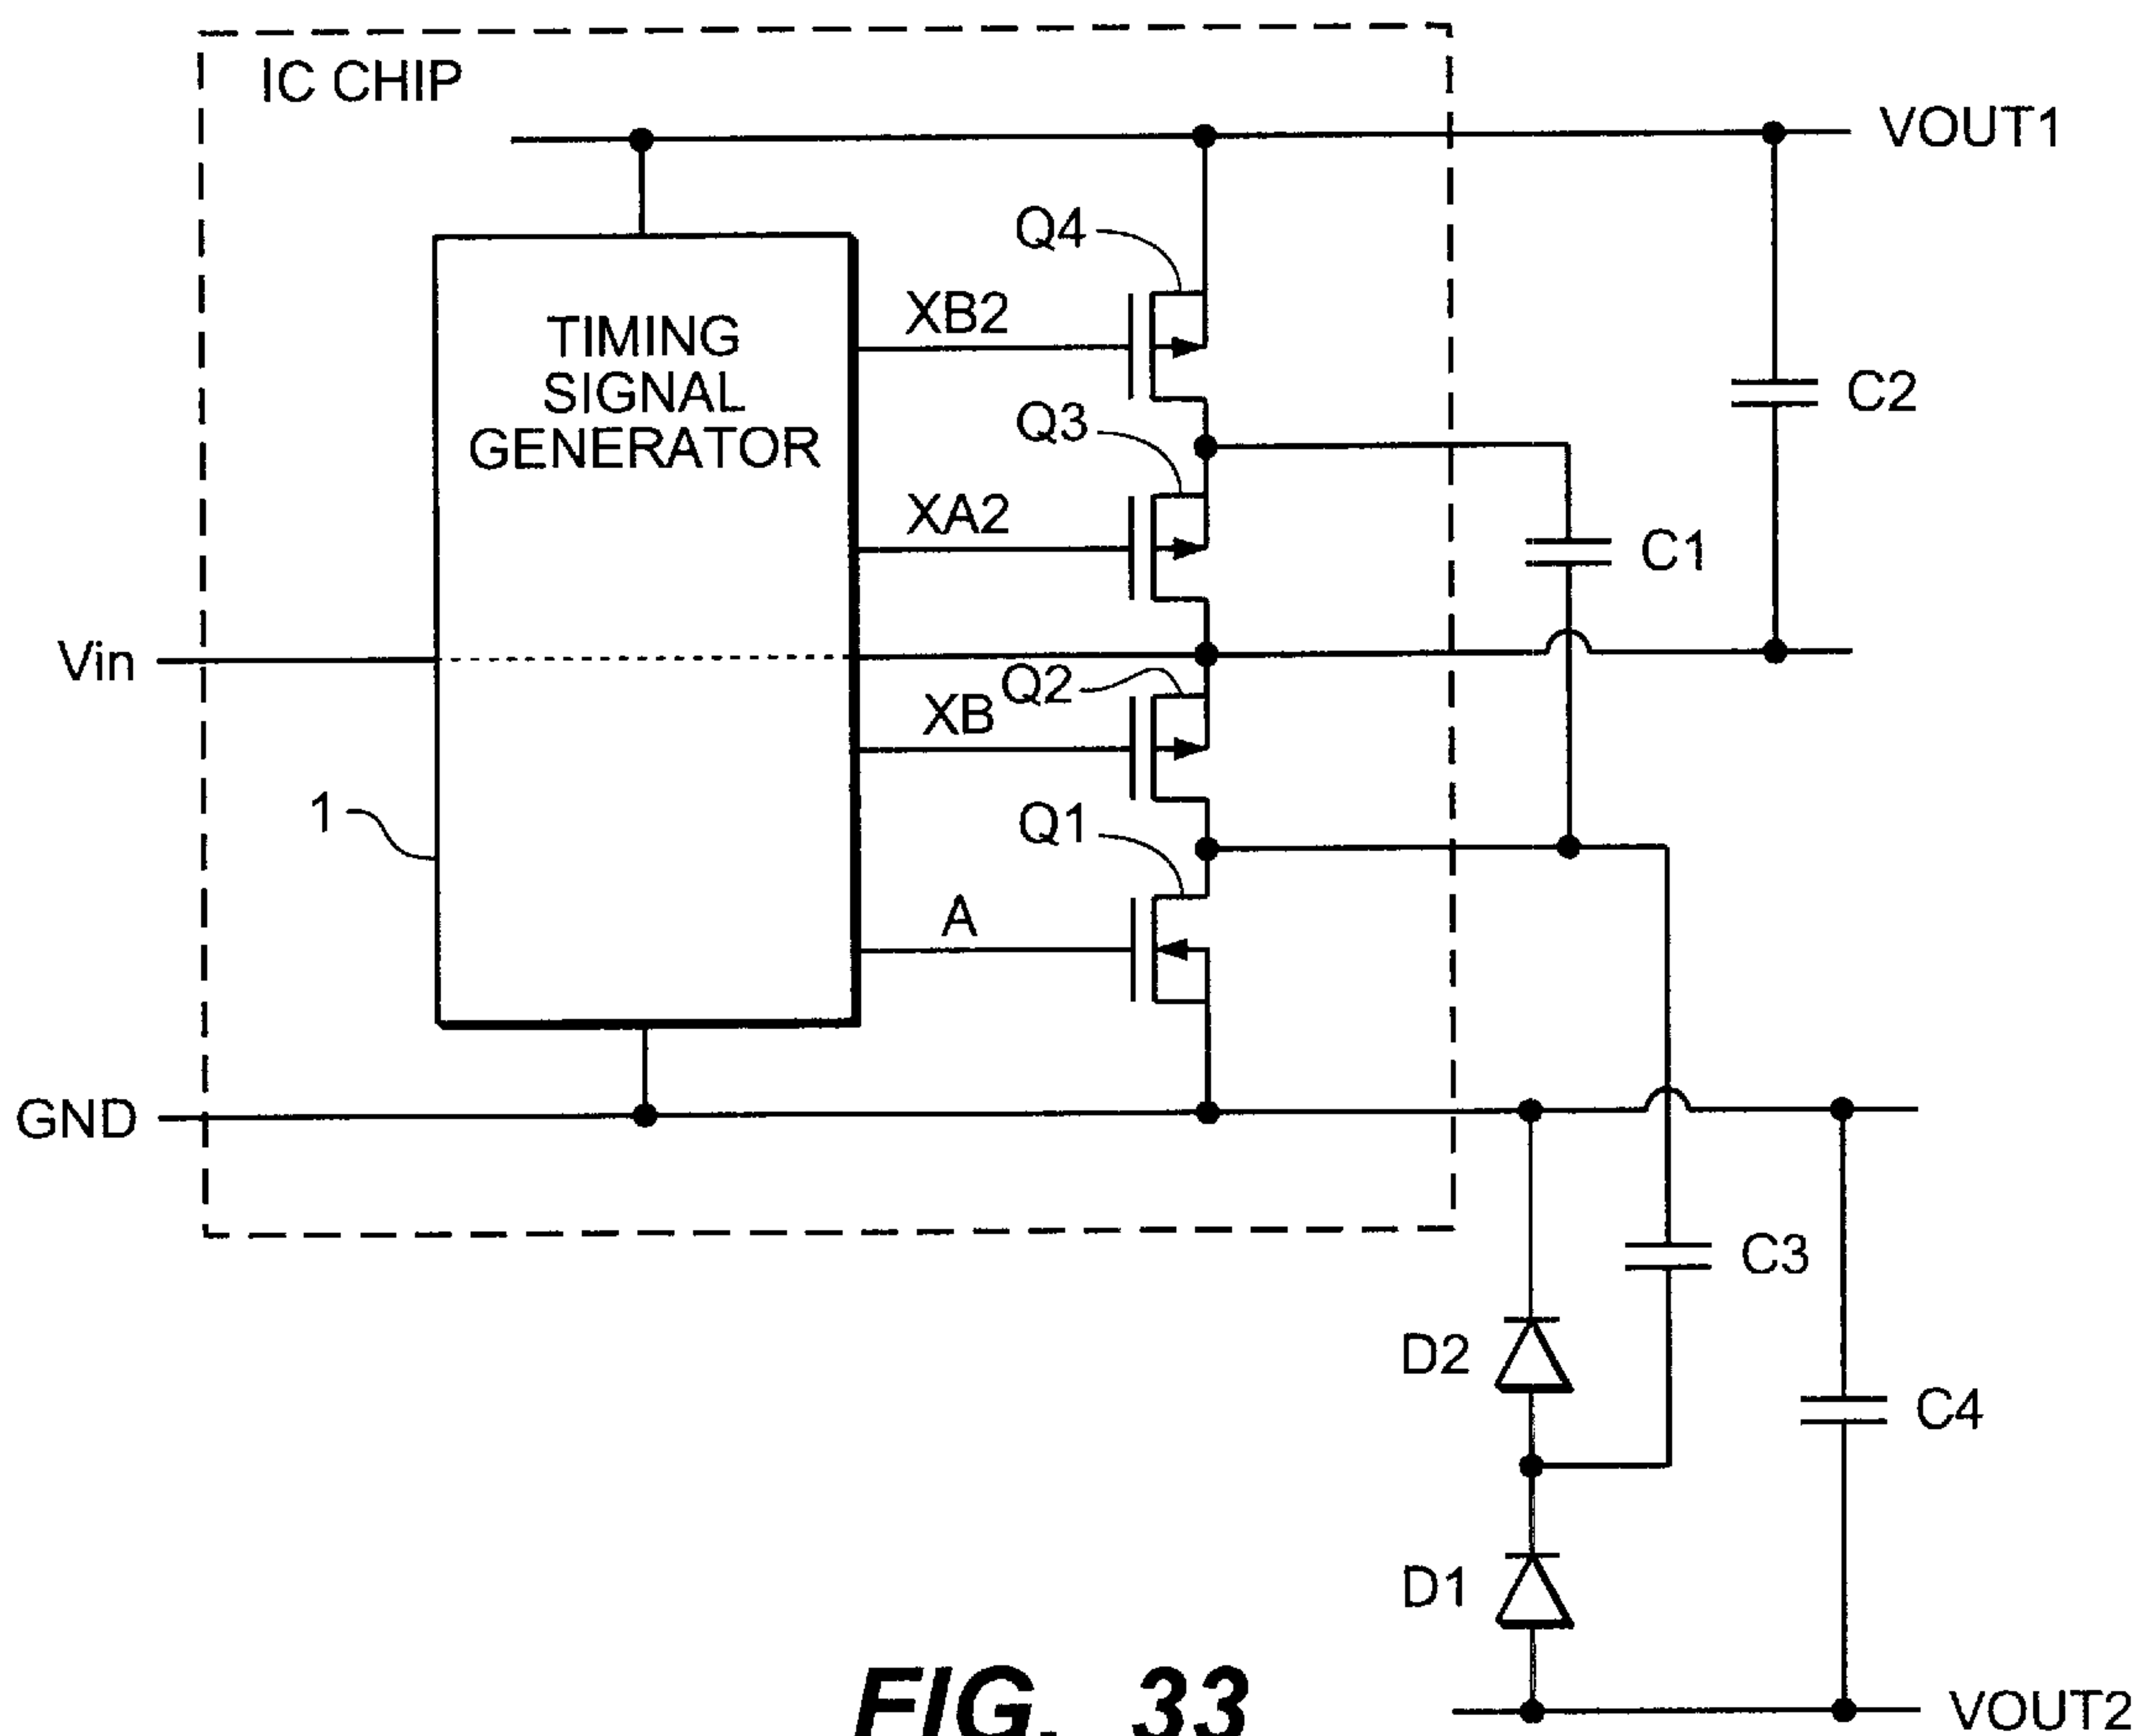 IC CHIP
VOUT1
Q4
XB2
TIMING
SIGNAL
GENERATOR
C2
Q3
XA2
C1
Vin
Q2
XB
1
Q1
A
GND
C3
D2
C4
D1
FIG. 33
VOUT2